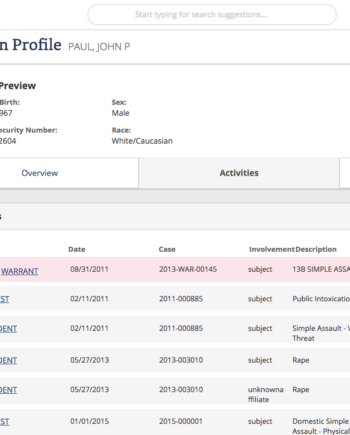 Start typing for search suggestions...
n Profile PAUL, JOHN P
Preview
Birth: Sex:
967 Male
ecurity Number: Race:
2604 White/Caucasian
Overview Activities
s
Date Case Involvement Description
WARRANT 08/31/2011 2013-WAR-00145 subject 13B SIMPLE ASSA
EST 02/11/2011 2011-000885 subject Public Intoxicatio
DENT 02/11/2011 2011-000885 subject Simple Assault - V
Threat
DENT 05/27/2013 2013-003010 subject Rape
DENT 05/27/2013 2013-003010 unknowna Rape
ffiliate
EST 01/01/2015 2015-000001 subject Domestic Simple
Assault - Physical